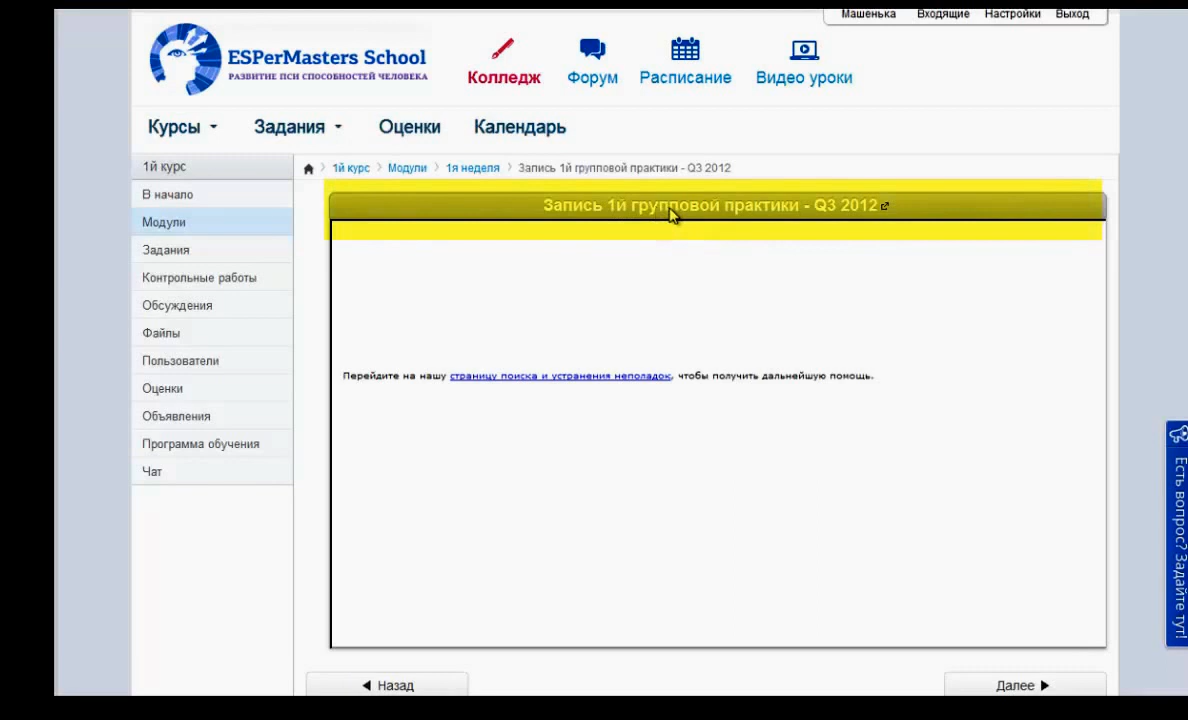 Машенька Входящие Настройки Выход
ESPerMasters School
РАЗВИТИЕ ПСИ СПОСОБНОСТЕЙ ЧЕЛОВЕКА
Колледж Форум Расписание Видео уроки
Курсы Задания Оценки Календарь
1й курс
1й курс Модули 1я неделя Запись 1й групповой практики - Q3 2012
В начало
Модули
Задания
Контрольные работы
Обсуждения
Файлы
Пользователи
Оценки
Объявления
Программа обучения
Чат
Запись 1й групповой практики - Q3 2012
Перейдите на нашу страницу поиска и устранения неполадок, чтобы получить дальнейшую помощь.
Назад
Далее
Есть вопрос? Задайте тут!